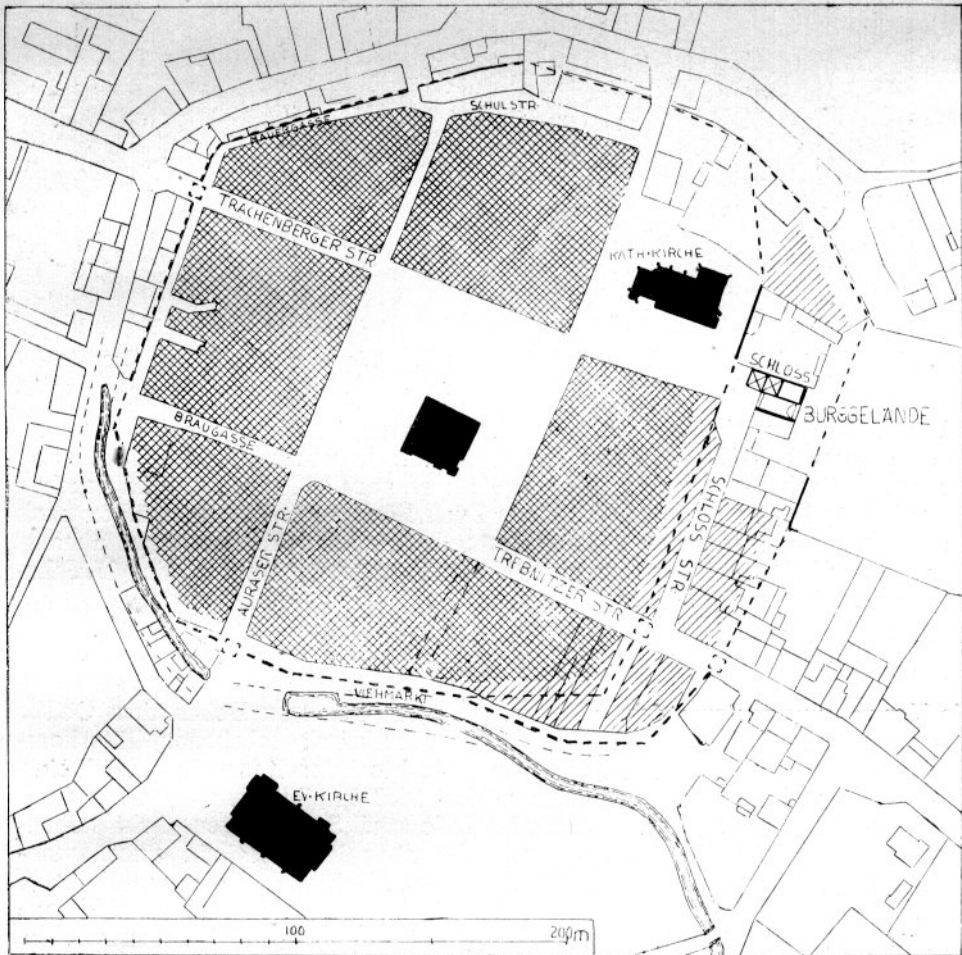 SCHULSTR·
MAUERGASSE
TRACHENBERGER STR
KATH·KIRCHE
SCHLOSS
BURGGELÄNDE
BRAUGASSE
SCHLOSS STR
AURASER STR·
TREBNITZER STR
VIEHMARKT
EV·KIRCHE
100
200m